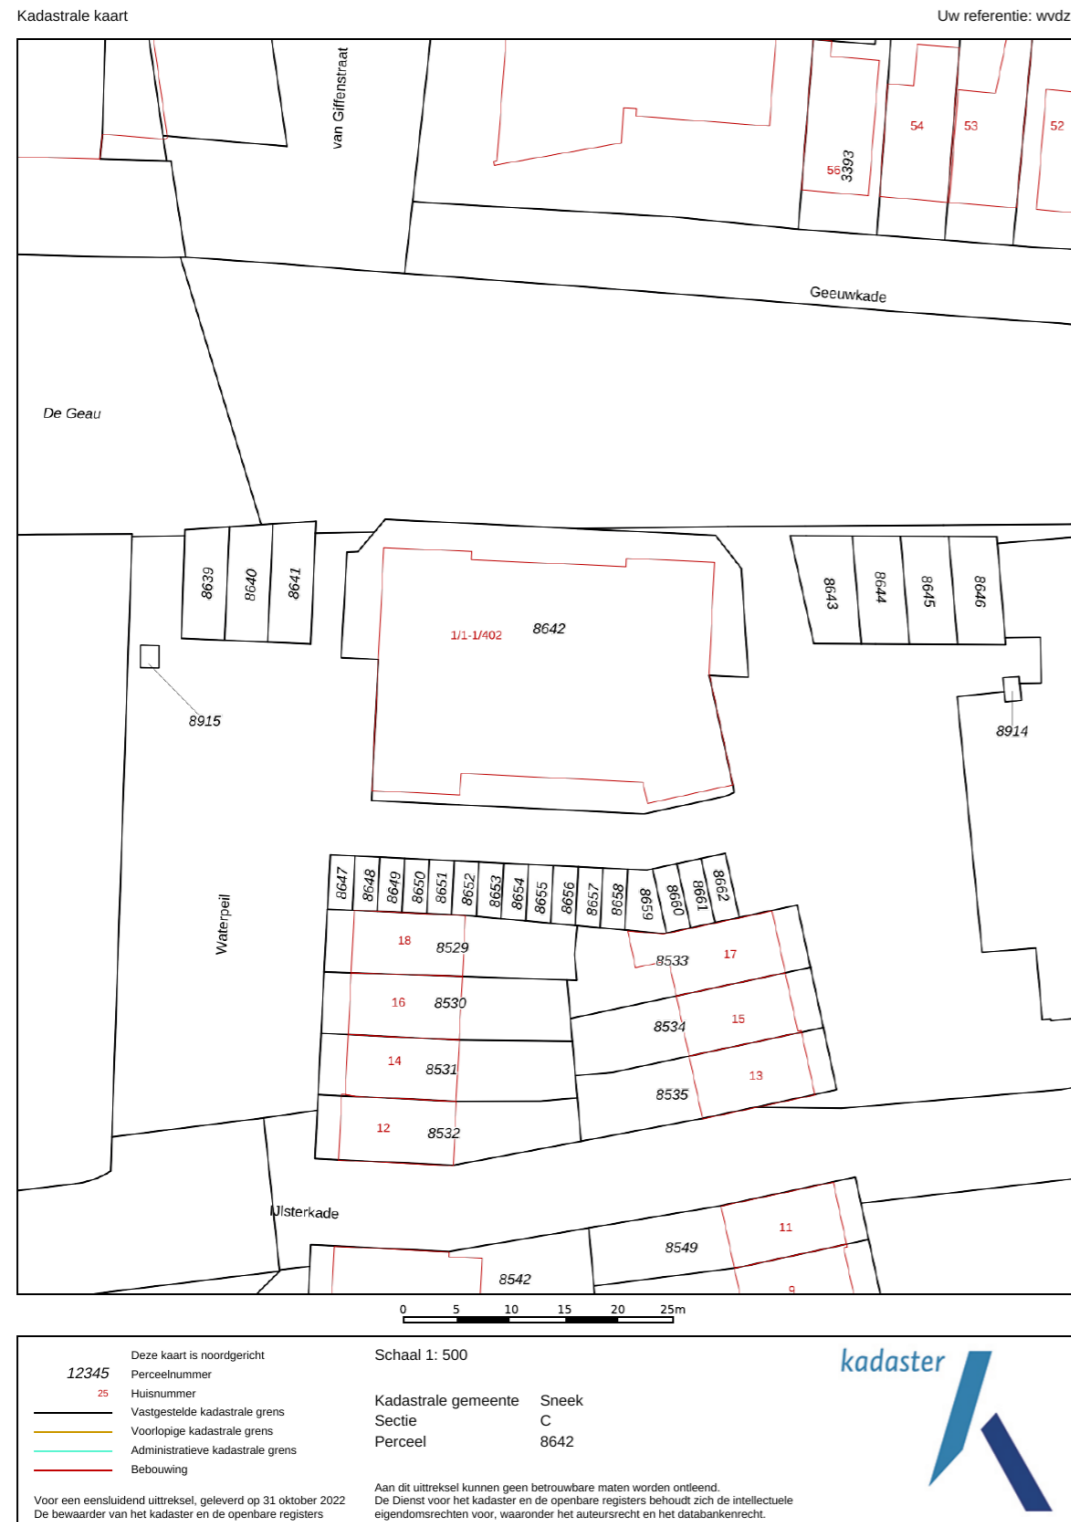 Kadastrale kaart
Uw referentie: wvdz
van Giffenstraat
56
3393
54
53
52
Geeuwkade
De Geau
8639
8640
8641
1/1-1/402
8642
8643
8644
8645
8646
8915
8914
8647
8648
8649
8650
8651
8652
8653
8654
8655
8656
8657
8658
8659
8660
8661
8662
Waterpeil
18
8529
8533
17
16
8530
8534
15
14
8531
8535
13
12
8532
IJlsterkade
11
8549
8542
9
0 5 10 15 20 25m
Deze kaart is noordgericht
12345 Perceelnummer
25 Huisnummer
Vastgestelde kadastrale grens
Voorlopige kadastrale grens
Administratieve kadastrale grens
Bebouwing
Voor een eensluidend uittreksel, geleverd op 31 oktober 2022
De bewaarder van het kadaster en de openbare registers
Schaal 1: 500
Kadastrale gemeente Sneek
Sectie C
Perceel 8642
Aan dit uittreksel kunnen geen betrouwbare maten worden ontleend.
De Dienst voor het kadaster en de openbare registers behoudt zich de intellectuele
eigendomsrechten voor, waaronder het auteursrecht en het databankenrecht.
kadaster